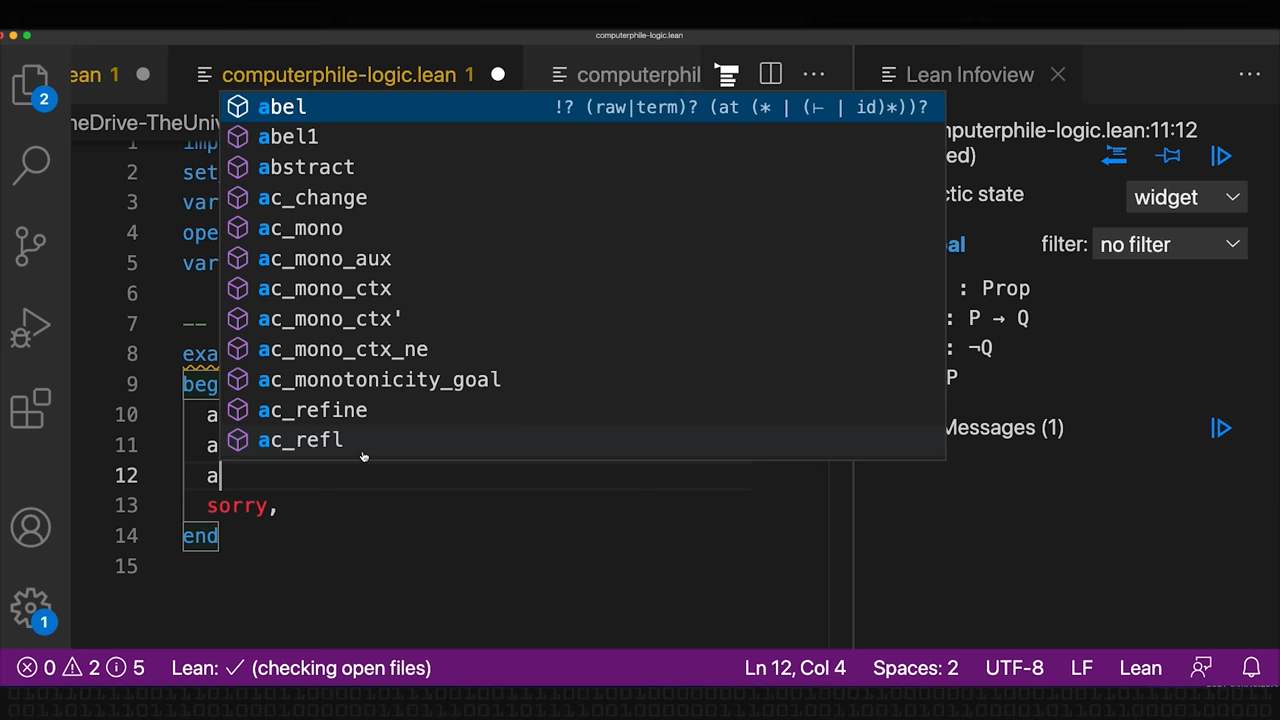 computerphile-logic.lean
ean 1
computerphile-logic.lean 1
computerphil
Lean Infoview
2
meDrive-TheUni
abel !? (raw|term)? (at (* | (⊢ | id)*))?
abel1
abstract
ac_change
ac_mono
ac_mono_aux
ac_mono_ctx
ac_mono_ctx'
ac_mono_ctx_ne
ac_monotonicity_goal
ac_refine
ac_refl
nputerphile-logic.lean:11:12
ed)
ctic state
widget
al filter: no filter
: Prop
: P → Q
: ¬Q
P
Messages (1)
1 imp
2 set
3 var
4 ope
5 var
6
7 --
8 exa
9 beg
10 a
11 a
12 a
13 sorry,
14 end
15
1
0 2 5 Lean: ✓ (checking open files)
Ln 12, Col 4 Spaces: 2 UTF-8 LF Lean